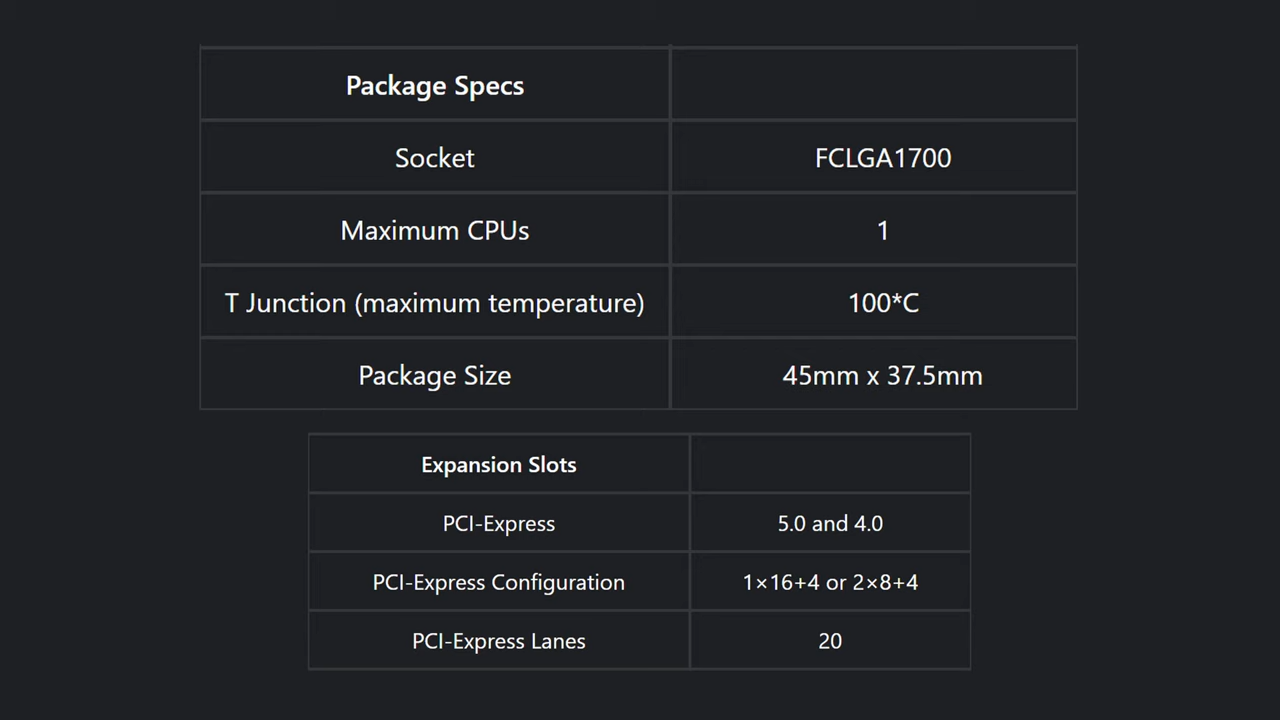 Package Specs
Socket FCLGA1700
Maximum CPUs 1
T Junction (maximum temperature) 100*C
Package Size 45mm x 37.5mm
Expansion Slots
PCI-Express 5.0 and 4.0
PCI-Express Configuration 1×16+4 or 2×8+4
PCI-Express Lanes 20